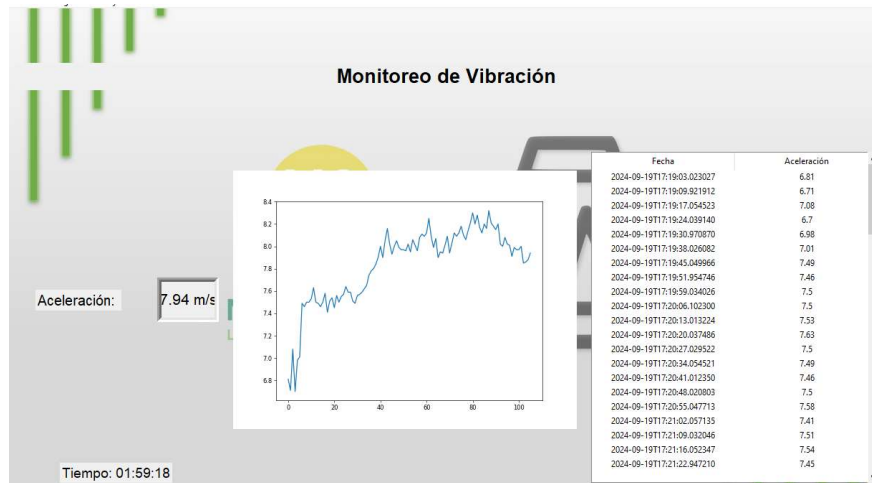 Monitoreo de Vibración
Fecha Aceleración
2024-09-19T17:19:03.023027 6.81
2024-09-19T17:19:09.921912 6.71
2024-09-19T17:19:17.054523 7.08
2024-09-19T17:19:24.039140 6.7
2024-09-19T17:19:30.970870 6.98
2024-09-19T17:19:38.026082 7.01
2024-09-19T17:19:45.049966 7.49
2024-09-19T17:19:51.954746 7.46
2024-09-19T17:19:59.034026 7.5
2024-09-19T17:20:06.102300 7.5
2024-09-19T17:20:13.013224 7.53
2024-09-19T17:20:20.037486 7.63
2024-09-19T17:20:27.029522 7.5
2024-09-19T17:20:34.054521 7.49
2024-09-19T17:20:41.012350 7.46
2024-09-19T17:20:48.020803 7.5
2024-09-19T17:20:55.047713 7.58
2024-09-19T17:21:02.057135 7.41
2024-09-19T17:21:09.032046 7.51
2024-09-19T17:21:16.052347 7.54
2024-09-19T17:21:22.947210 7.45
8.4
8.2
8.0
7.8
7.6
7.4
7.2
7.0
6.8
0 20 40 60 80 100
Aceleración: 7.94 m/s
Tiempo: 01:59:18